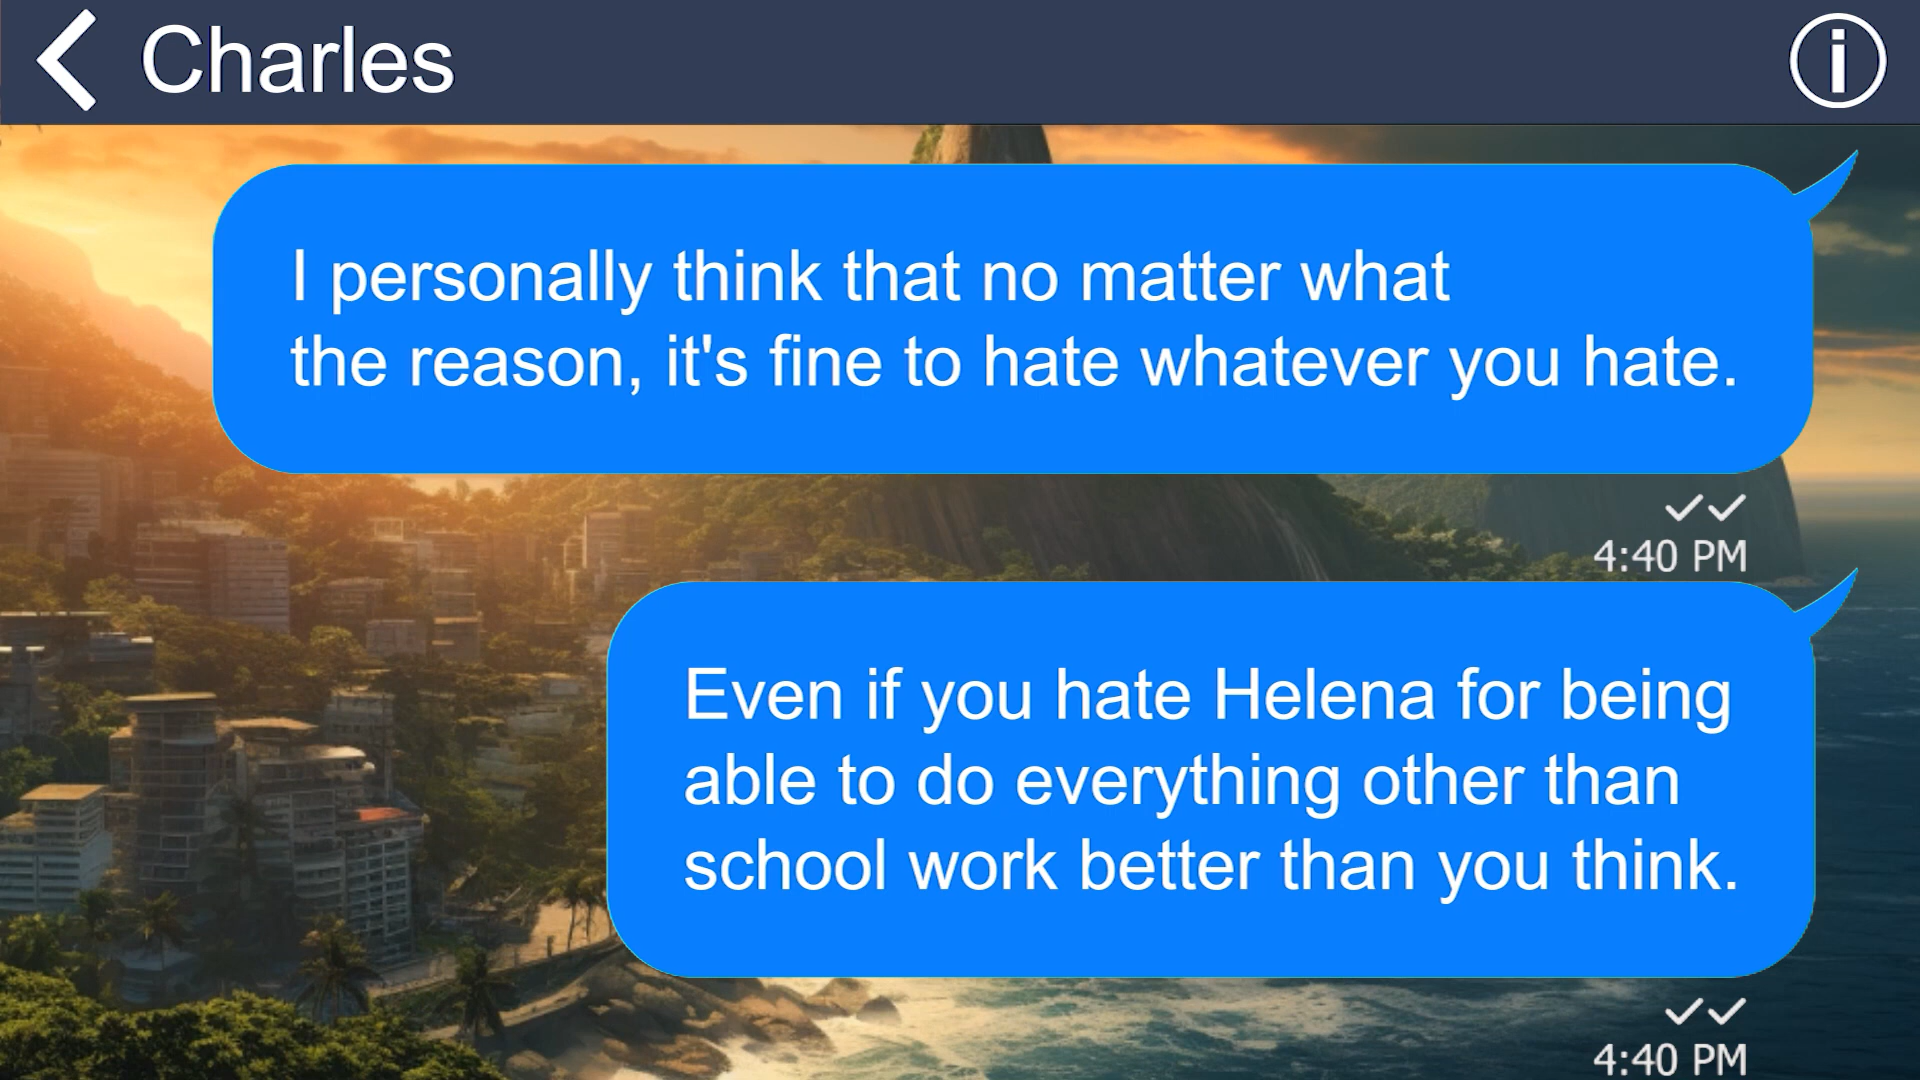 Charles
I personally think that no matter what
the reason, it's fine to hate whatever you hate.
4:40 PM
Even if you hate Helena for being
able to do everything other than
school work better than you think.
4:40 PM